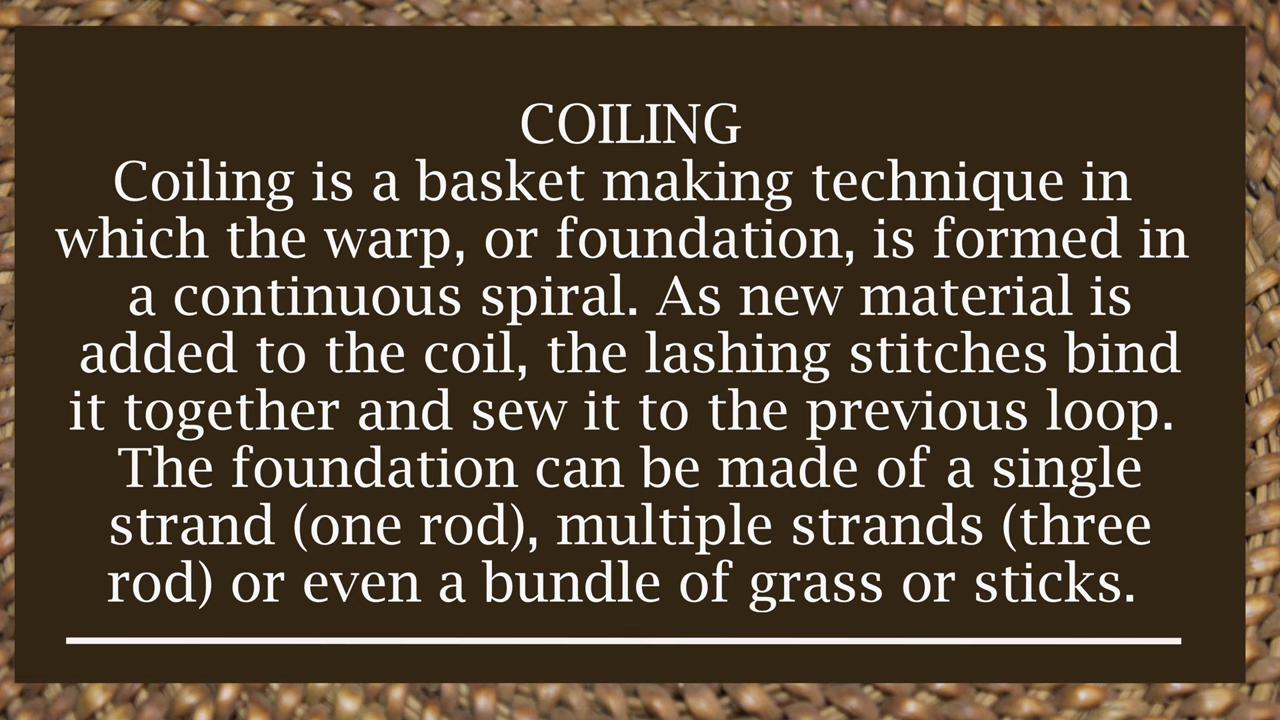 COILING
Coiling is a basket making technique in
which the warp, or foundation, is formed in
a continuous spiral. As new material is
added to the coil, the lashing stitches bind
it together and sew it to the previous loop.
The foundation can be made of a single
strand (one rod), multiple strands (three
rod) or even a bundle of grass or sticks.